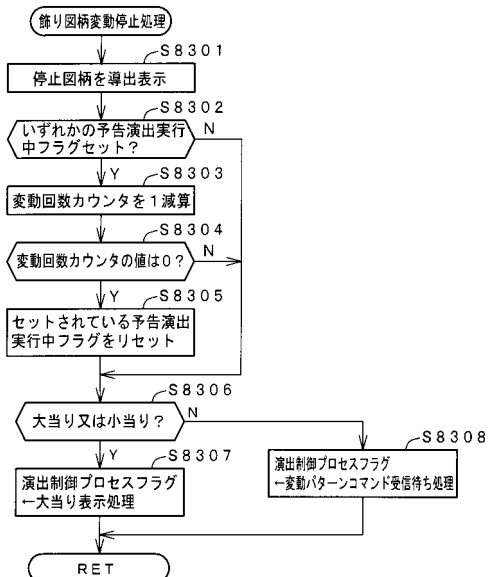 飾り図柄変動停止処理
S8301
停止図柄を導出表示
S8302
いずれかの予告演出実行
中フラグセット？
N
Y
S8303
変動回数カウンタを1減算
S8304
変動回数カウンタの値は0？
N
Y
S8305
セットされている予告演出
実行中フラグをリセット
S8306
大当り又は小当り？
N
Y
S8307
演出制御プロセスフラグ
←大当り表示処理
S8308
演出制御プロセスフラグ
←変動パターンコマンド受信待ち処理
RET